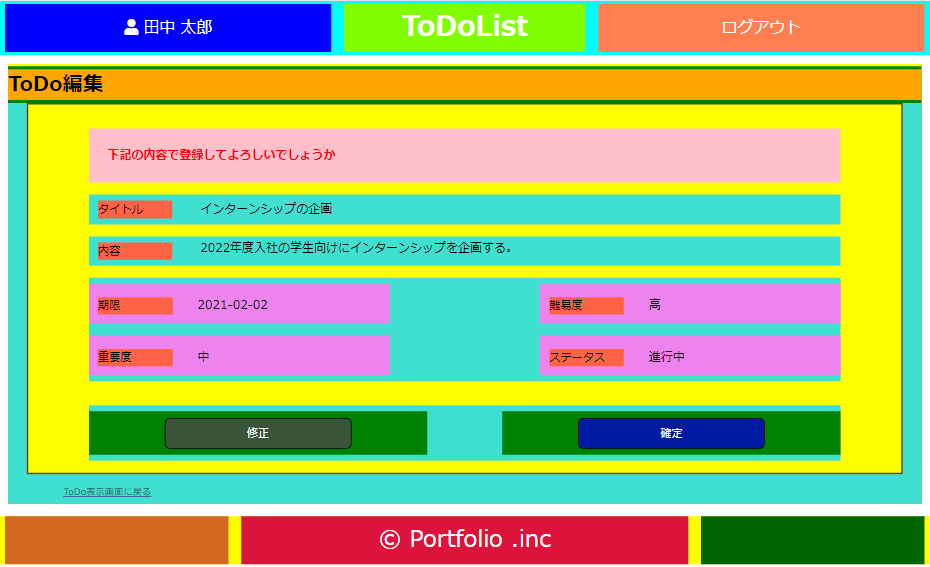 田中 太郎
ToDoList
ログアウト
ToDo編集
下記の内容で登録してよろしいでしょうか
タイトル インターンシップの企画
内容 2022年度入社の学生向けにインターンシップを企画する。
期限 2021-02-02 難易度 高
重要度 中 ステータス 進行中
修正 確定
ToDo表示画面に戻る
© Portfolio .inc